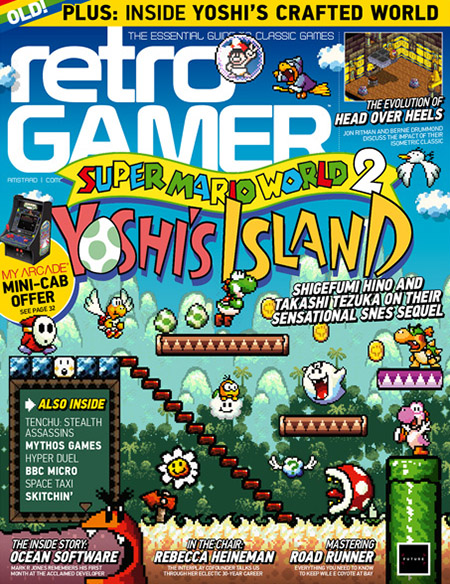 OLD!
PLUS: INSIDE YOSHI'S CRAFTED WORLD
THE ESSENTIAL GUIDE TO CLASSIC GAMES
retro
GAMER
THE EVOLUTION OF
HEAD OVER HEELS
JON RITMAN AND BERNIE DRUMMOND
DISCUSS THE IMPACT OF THEIR
ISOMETRIC CLASSIC
AMSTRAD |
SUPER MARIO WORLD 2
YOSHI'S ISLAND
MY ARCADE
MINI-CAB
OFFER
SEE PAGE 32
SHIGEFUMI HINO AND
TAKASHI TEZUKA ON THEIR
SENSATIONAL SNES SEQUEL
ALSO INSIDE
TENCHU: STEALTH
ASSASSINS
MYTHOS GAMES
HYPER DUEL
BBC MICRO
SPACE TAXI
SKITCHIN'
THE INSIDE STORY:
OCEAN SOFTWARE
MARK R JONES REMEMBERS HIS FIRST
MONTH AT THE ACCLAIMED DEVELOPER
IN THE CHAIR:
REBECCA HEINEMAN
THE INTERPLAY COFOUNDER TALKS US
THROUGH HER ECLECTIC 30-YEAR CAREER
MASTERING
ROAD RUNNER
EVERYTHING YOU NEED TO KNOW
TO KEEP WILE E COYOTE AT BAY
FUTURE